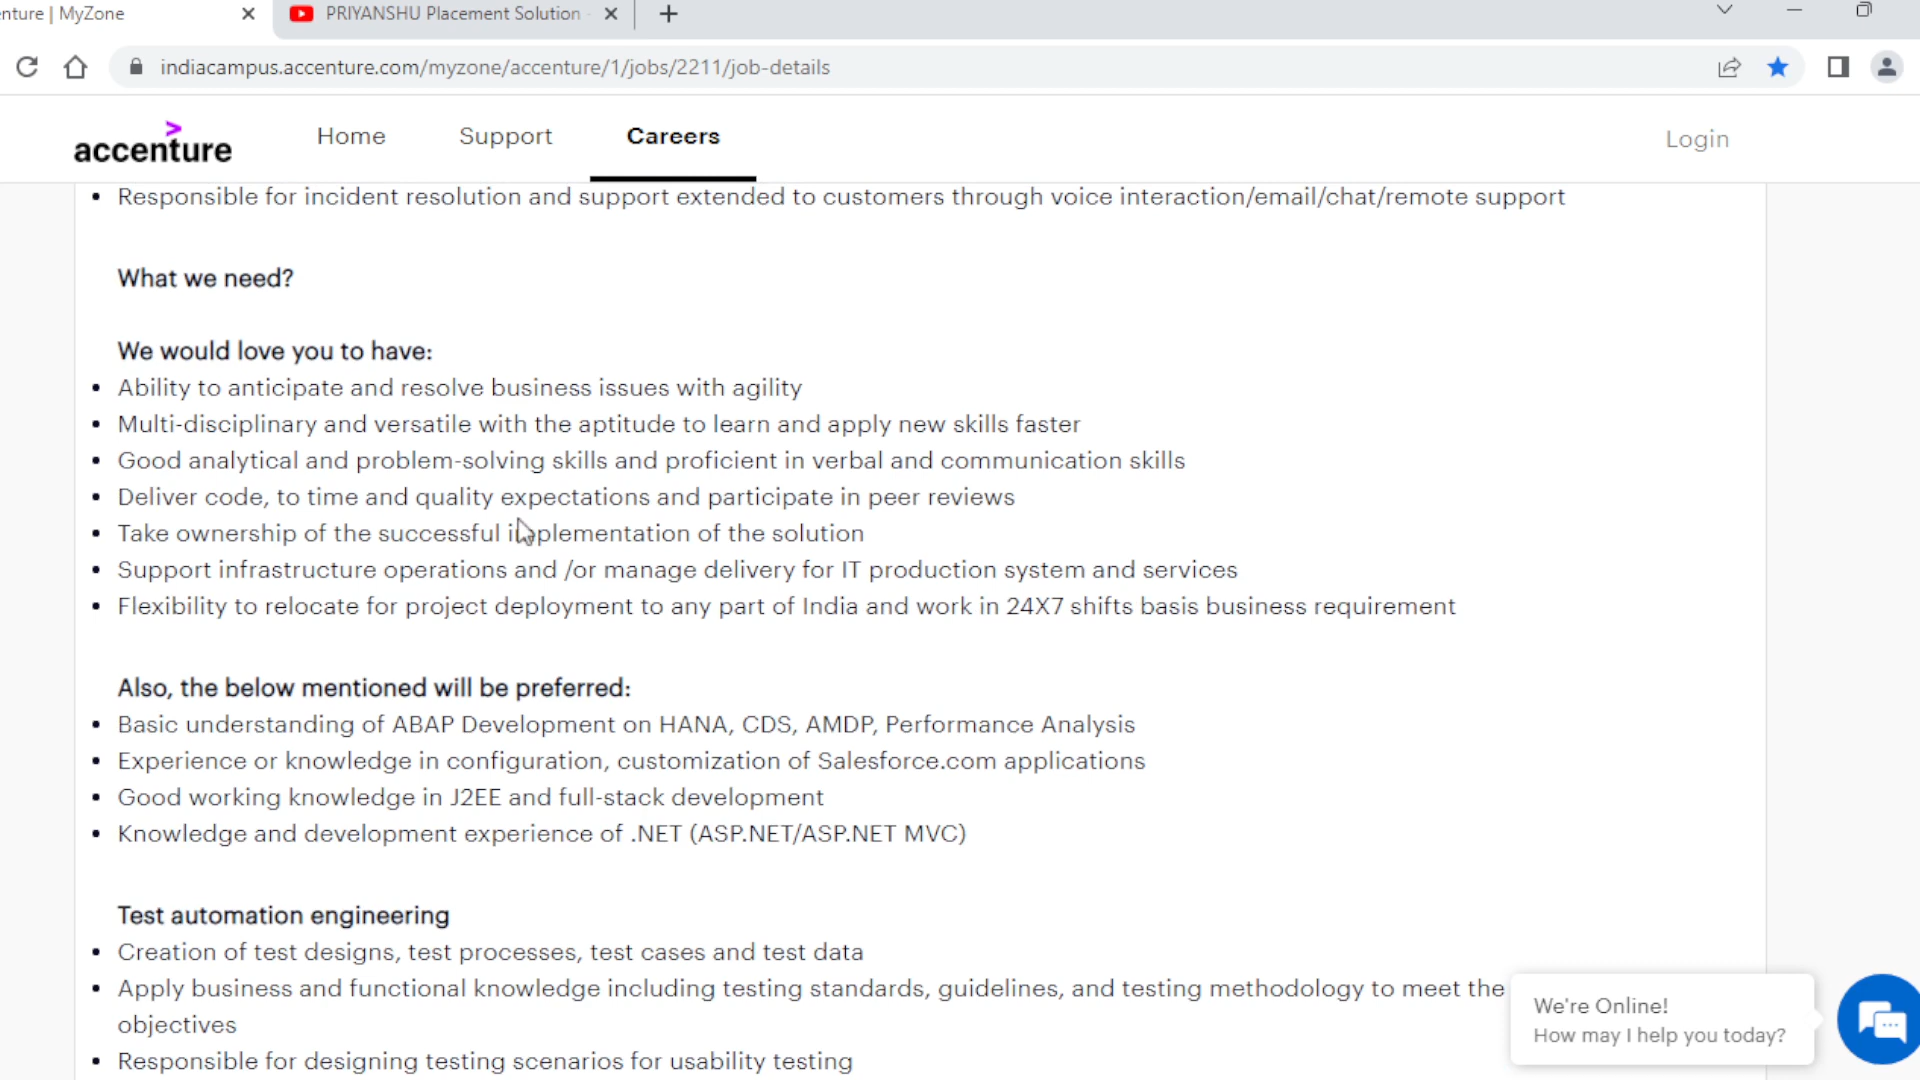 nture | MyZone
PRIYANSHU Placement Solution
indiacampus.accenture.com/myzone/accenture/1/jobs/2211/job-details
accenture
Home
Support
Careers
Login
• Responsible for incident resolution and support extended to customers through voice interaction/email/chat/remote support
What we need?
We would love you to have:
• Ability to anticipate and resolve business issues with agility
• Multi-disciplinary and versatile with the aptitude to learn and apply new skills faster
• Good analytical and problem-solving skills and proficient in verbal and communication skills
• Deliver code, to time and quality expectations and participate in peer reviews
• Take ownership of the successful implementation of the solution
• Support infrastructure operations and /or manage delivery for IT production system and services
• Flexibility to relocate for project deployment to any part of India and work in 24X7 shifts basis business requirement
Also, the below mentioned will be preferred:
• Basic understanding of ABAP Development on HANA, CDS, AMDP, Performance Analysis
• Experience or knowledge in configuration, customization of Salesforce.com applications
• Good working knowledge in J2EE and full-stack development
• Knowledge and development experience of .NET (ASP.NET/ASP.NET MVC)
Test automation engineering
• Creation of test designs, test processes, test cases and test data
• Apply business and functional knowledge including testing standards, guidelines, and testing methodology to meet the
objectives
• Responsible for designing testing scenarios for usability testing
We're Online!
How may I help you today?